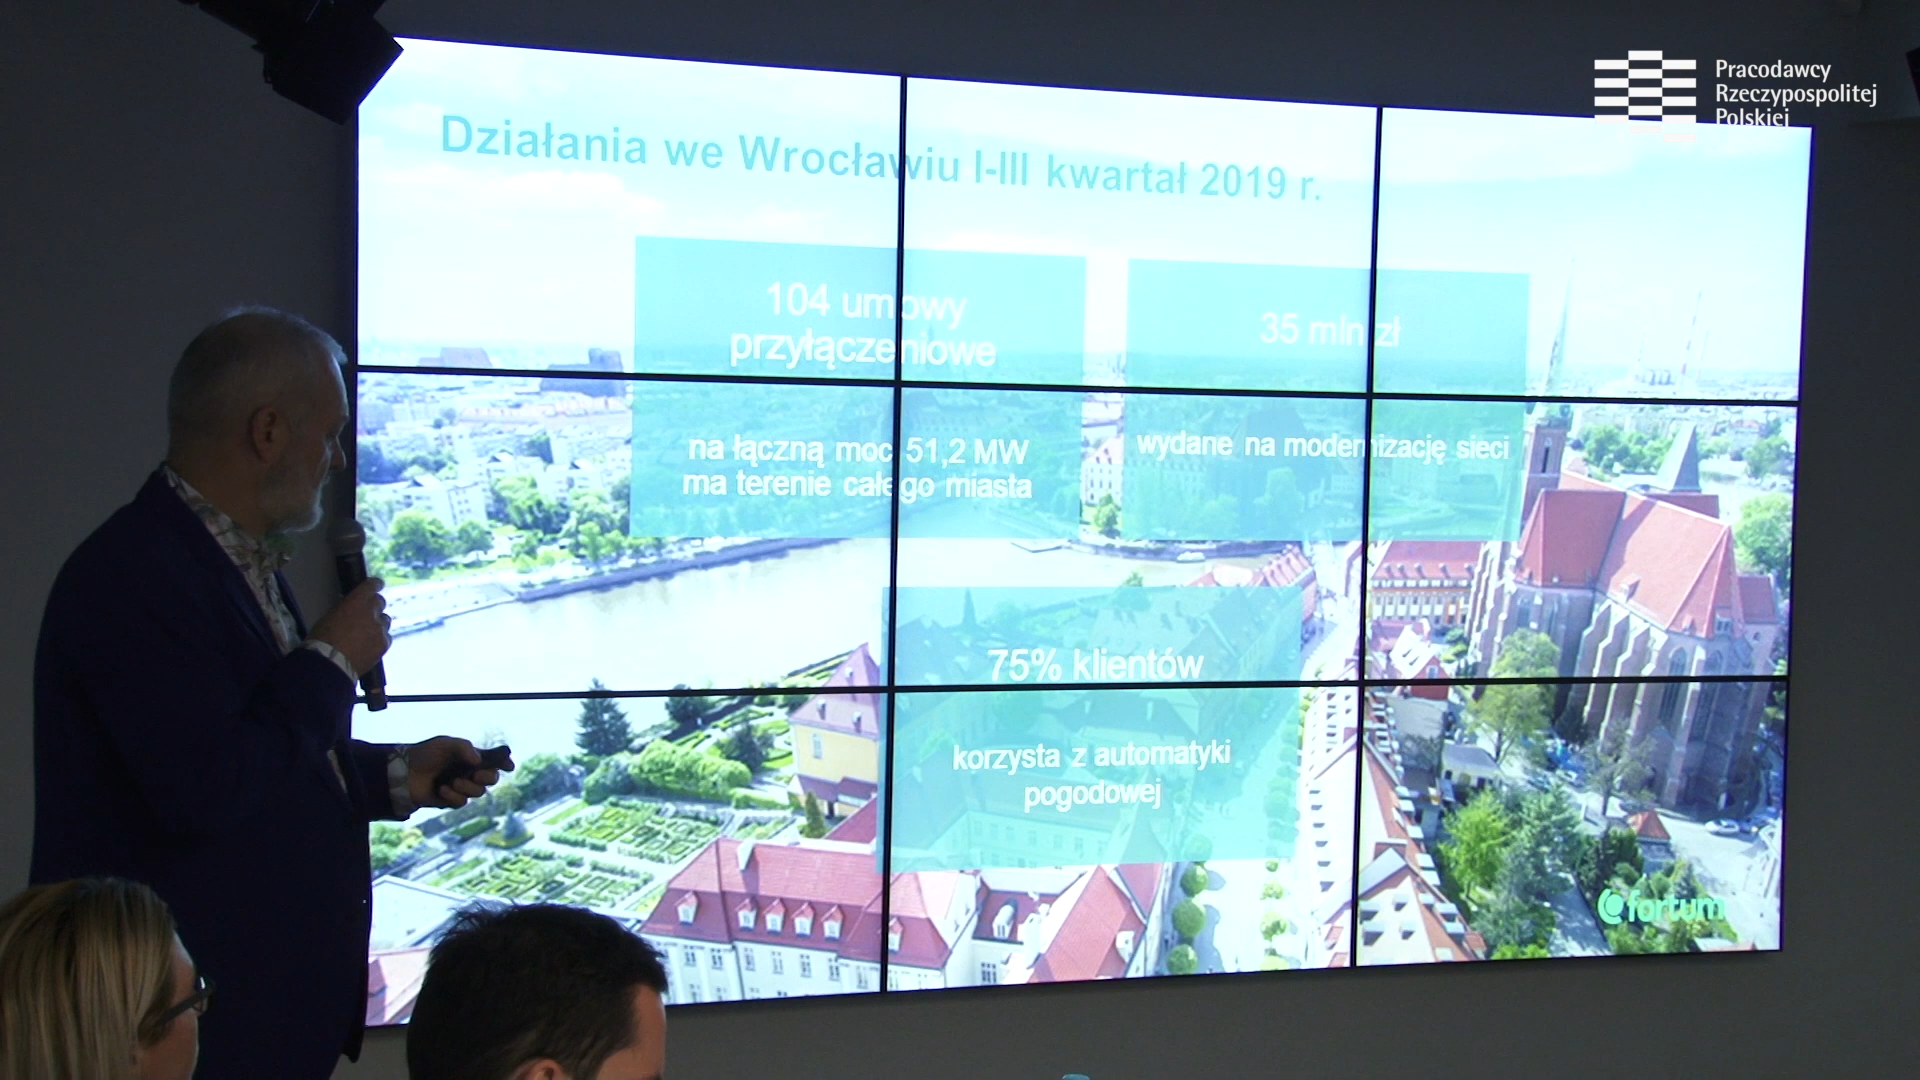 Pracodawcy
Rzeczypospolitej
Polskiej
Działania we Wrocławiu I-III kwartał 2019 r.
104 umowy
przyłączeniowe
na łączną moc 51,2 MW
ma terenie całego miasta
35 mln zł
wydane na modernizację sieci
75% klientów
korzysta z automatyki
pogodowej
fortum